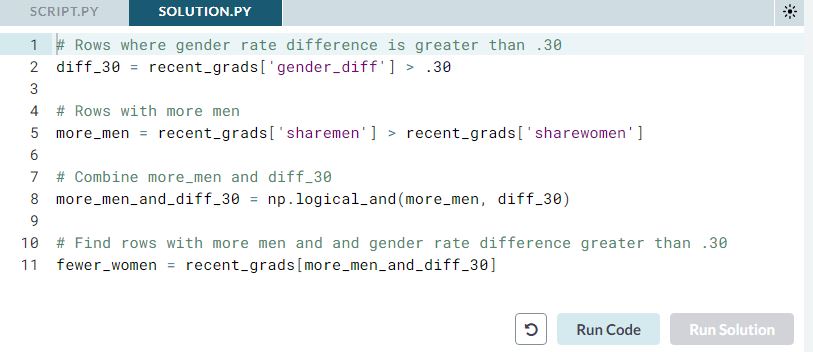 SCRIPT.PY SOLUTION.PY
1 # Rows where gender rate difference is greater than .30
2 diff_30 = recent_grads['gender_diff'] > .30
3
4 # Rows with more men
5 more_men = recent_grads['sharemen'] > recent_grads['sharewomen']
6
7 # Combine more_men and diff_30
8 more_men_and_diff_30 = np.logical_and(more_men, diff_30)
9
10 # Find rows with more men and and gender rate difference greater than .30
11 fewer_women = recent_grads[more_men_and_diff_30]
Run Code Run Solution